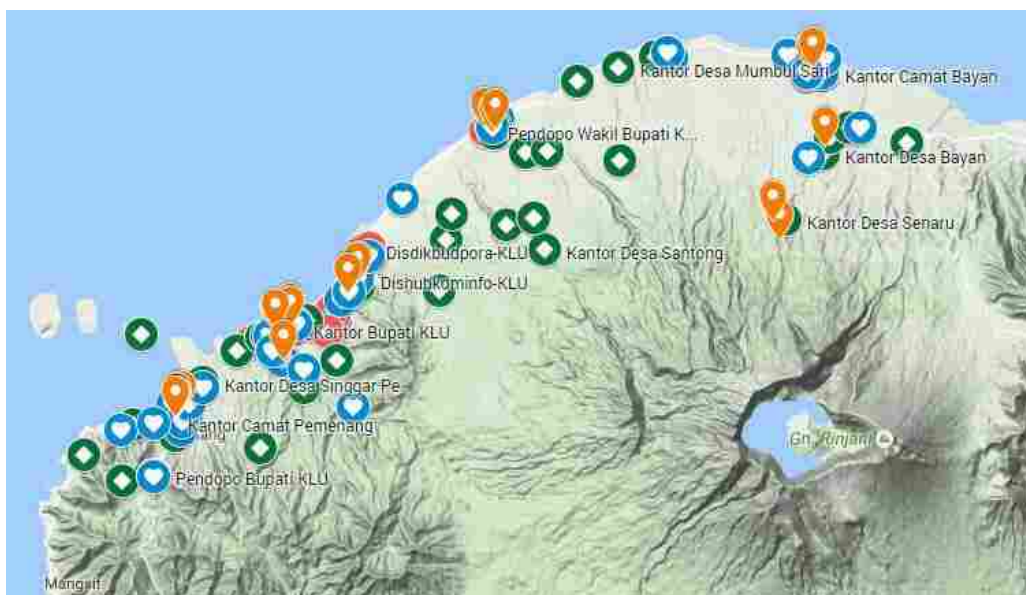 Kantor Desa Mumbul Sari
Kantor Camat Bayan
Pendopo Wakil Bupati K...
Kantor Desa Bayan
Kantor Desa Senaru
Disdikbudpora-KLU
Kantor Desa Santong
Dishubkominfo-KLU
Kantor Bupati KLU
Kantor Desa Singgar Pe
Kantor Camat Pemenang
Gn. Rinjani
Pendopo Bupati KLU
Mangsit